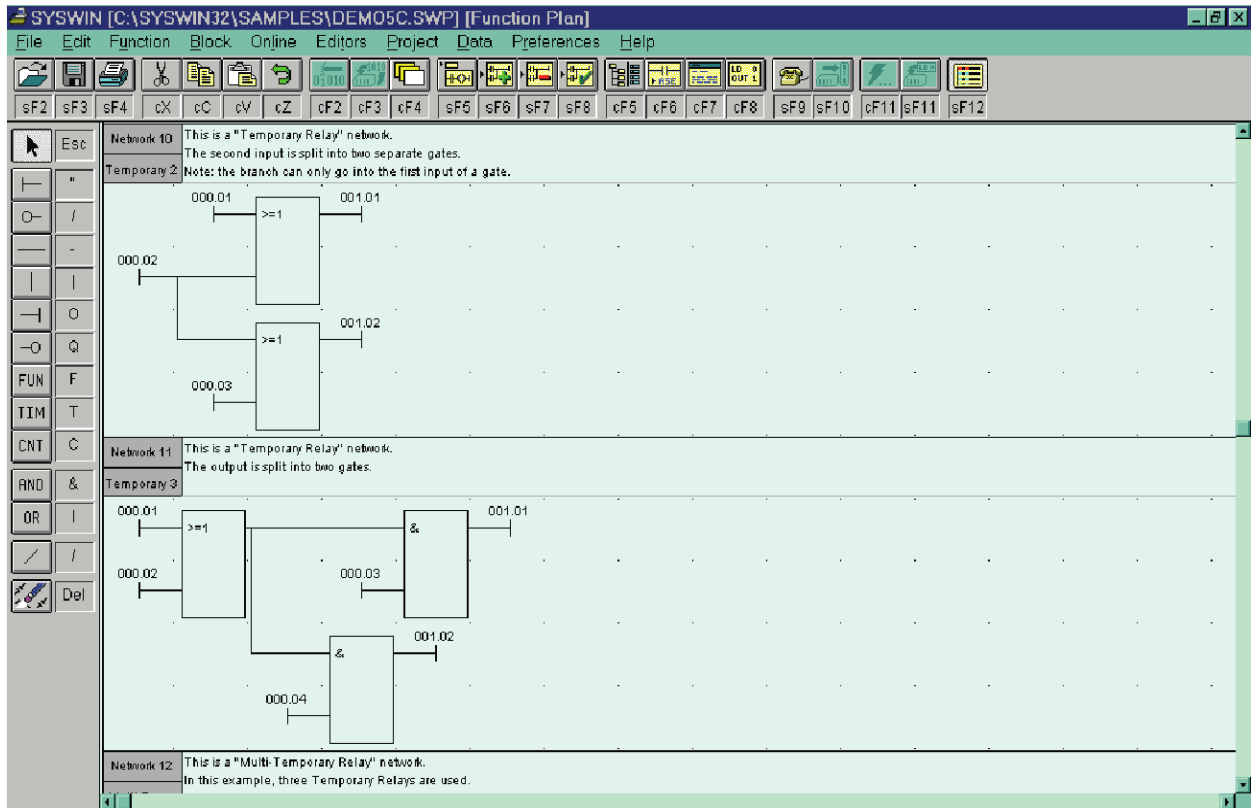 SYSWIN [C:\SYSWIN32\SAMPLES\DEMO5C.SWP] [Function Plan]
File Edit Function Block Online Editors Project Data Preferences Help
sF2 sF3 sF4 cX cC cV cZ cF2 cF3 cF4 sF5 sF6 sF7 sF8 cF5 cF6 cF7 cF8 sF9 sF10 cF11 sF11 sF12
Esc
"
/
-
|
O
Q
FUN F
TIM T
CNT C
AND &
OR |
/
Del
Network 10
Temporary 2
This is a "Temporary Relay" network.
The second input is split into two separate gates.
Note: the branch can only go into the first input of a gate.
000.01 >=1 001.01
000.02
>=1 001.02
000.03
Network 11
Temporary 3
This is a "Temporary Relay" network.
The output is split into two gates.
000.01 >=1 & 001.01
000.02 000.03
& 001.02
000.04
Network 12
This is a "Multi-Temporary Relay" network.
In this example, three Temporary Relays are used.